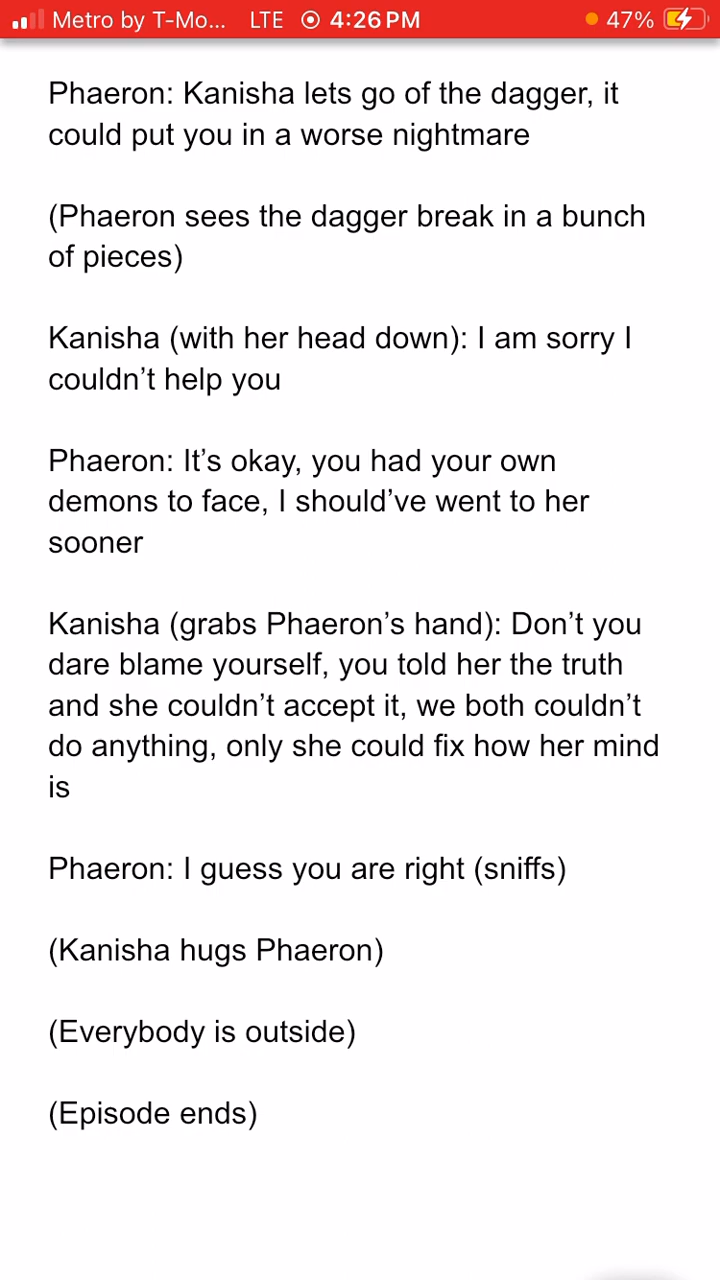 Metro by T-Mo... LTE 4:26 PM 47%
Phaeron: Kanisha lets go of the dagger, it
could put you in a worse nightmare
(Phaeron sees the dagger break in a bunch
of pieces)
Kanisha (with her head down): I am sorry I
couldn’t help you
Phaeron: It’s okay, you had your own
demons to face, I should’ve went to her
sooner
Kanisha (grabs Phaeron’s hand): Don’t you
dare blame yourself, you told her the truth
and she couldn’t accept it, we both couldn’t
do anything, only she could fix how her mind
is
Phaeron: I guess you are right (sniffs)
(Kanisha hugs Phaeron)
(Everybody is outside)
(Episode ends)